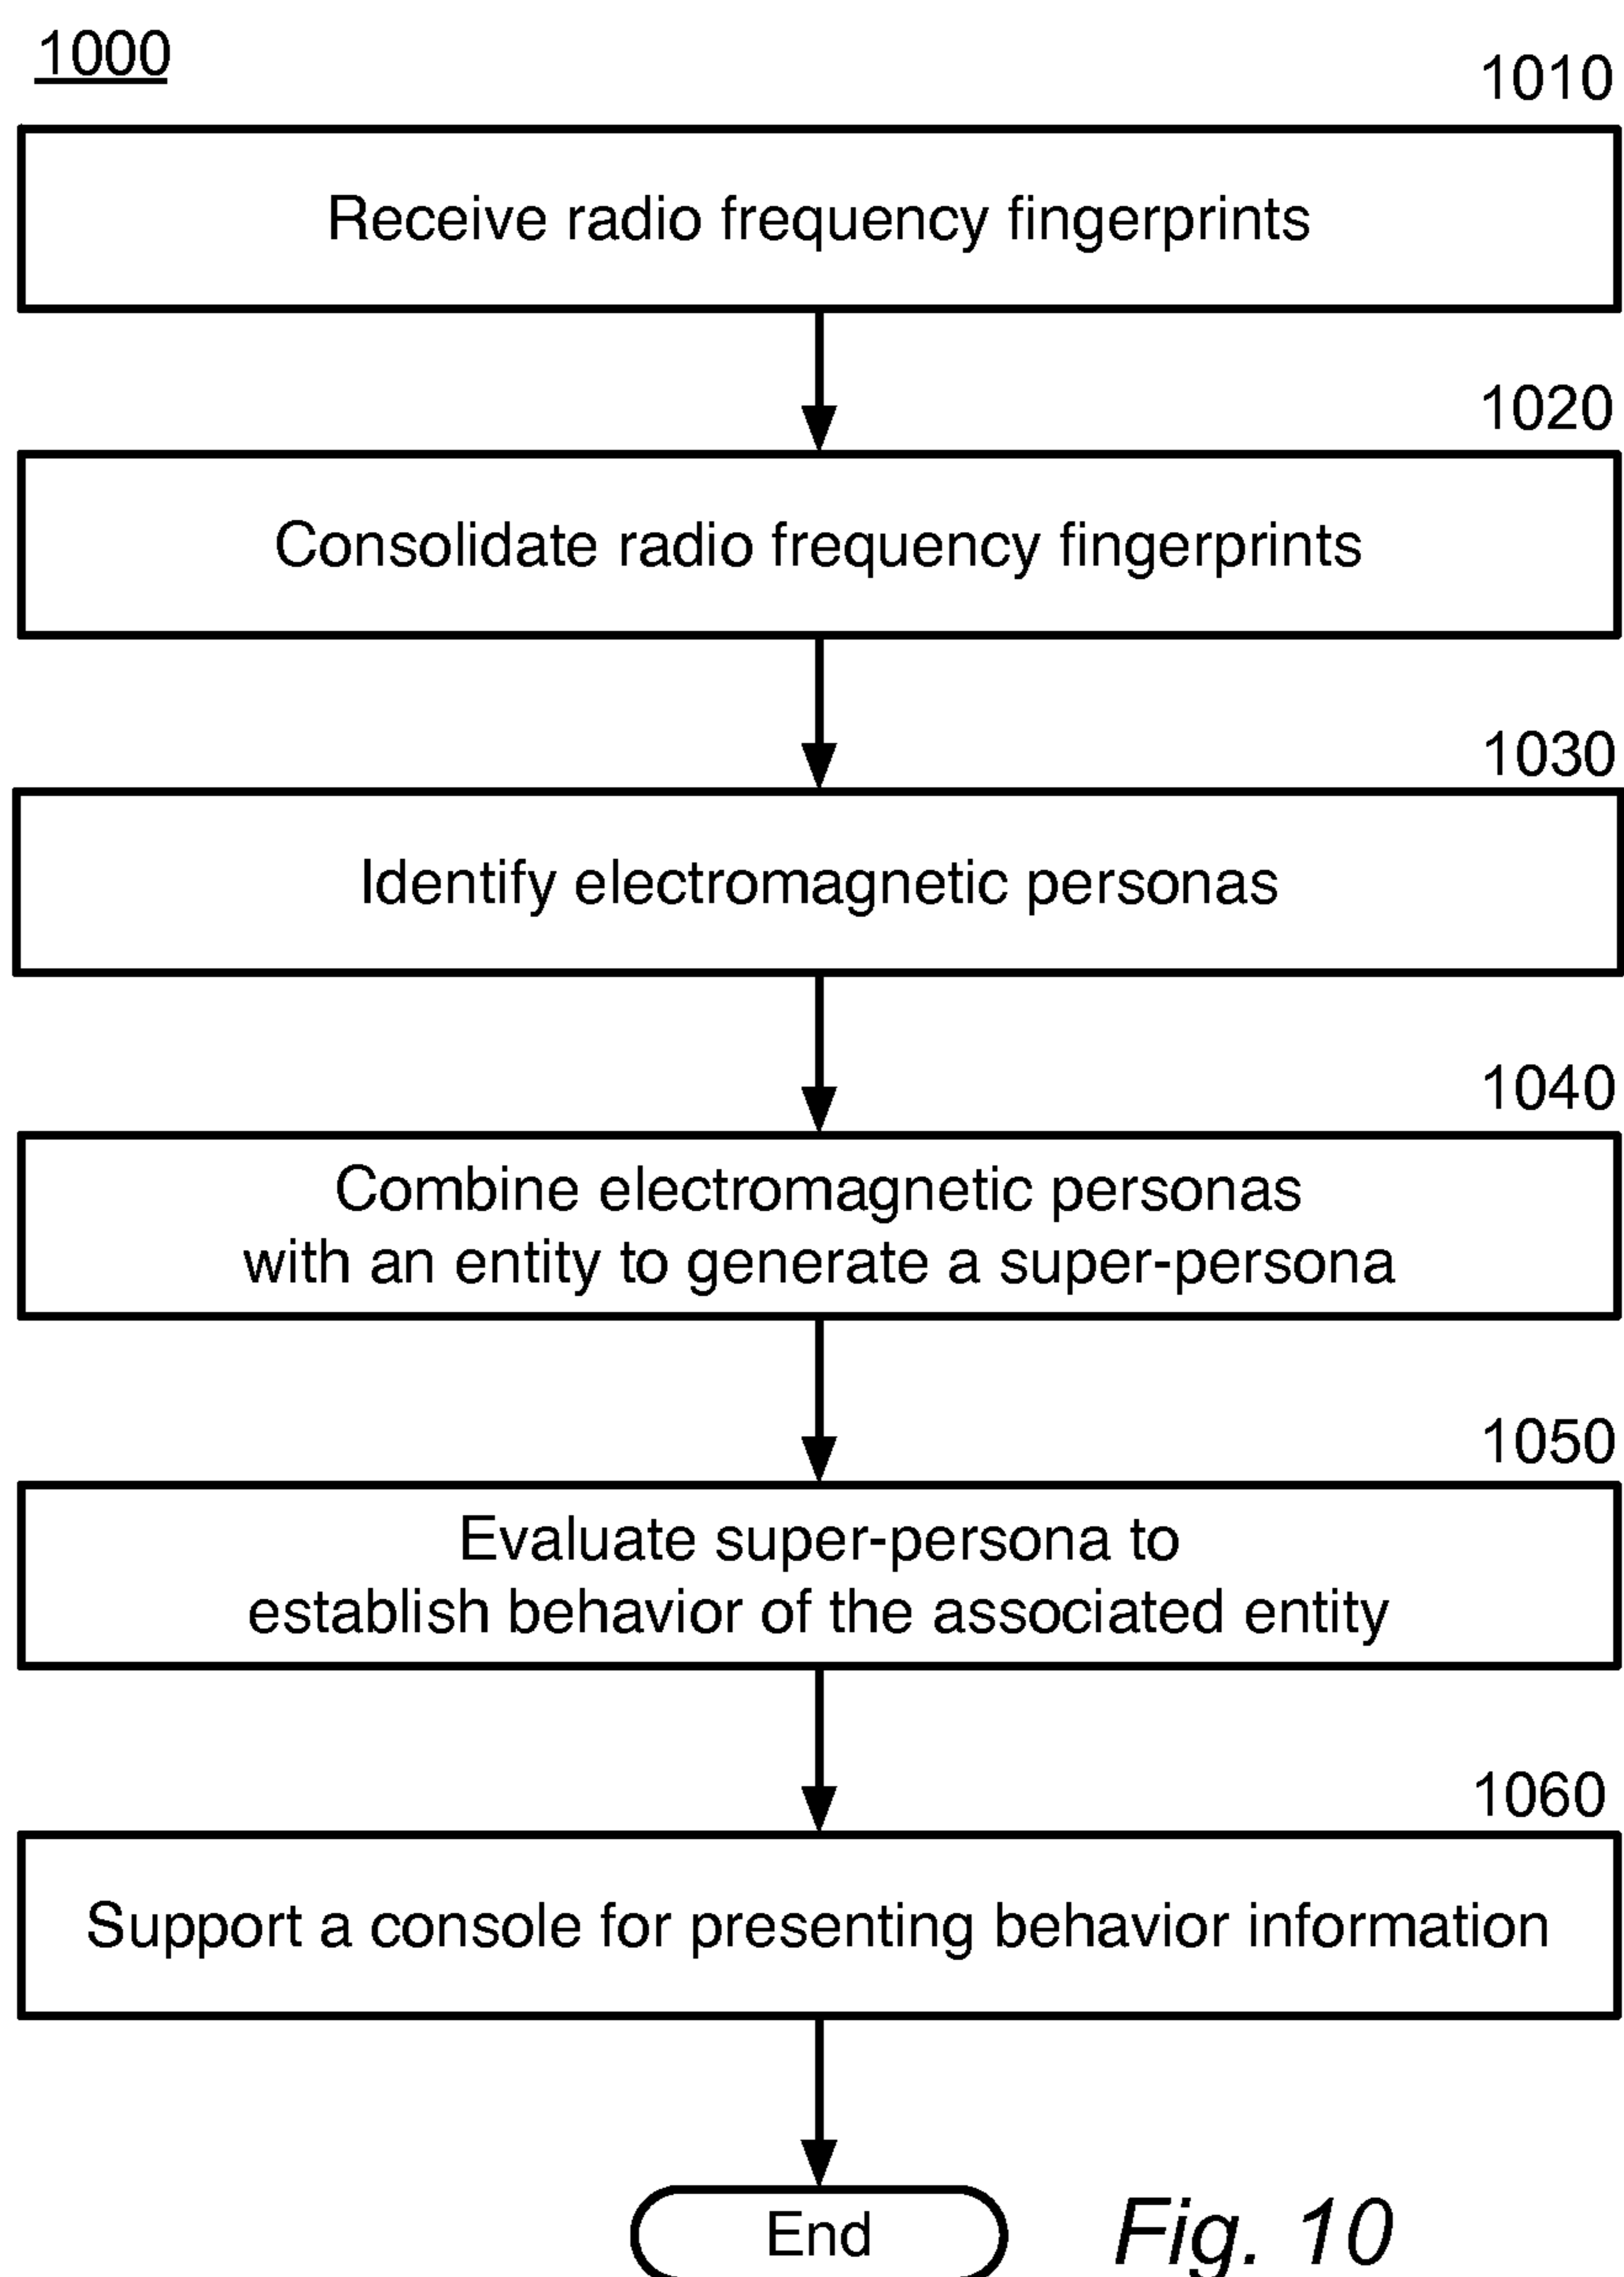 1000
1010
Receive radio frequency fingerprints
1020
Consolidate radio frequency fingerprints
1030
Identify electromagnetic personas
1040
Combine electromagnetic personas
with an entity to generate a super-persona
1050
Evaluate super-persona to
establish behavior of the associated entity
1060
Support a console for presenting behavior information
End
Fig. 10